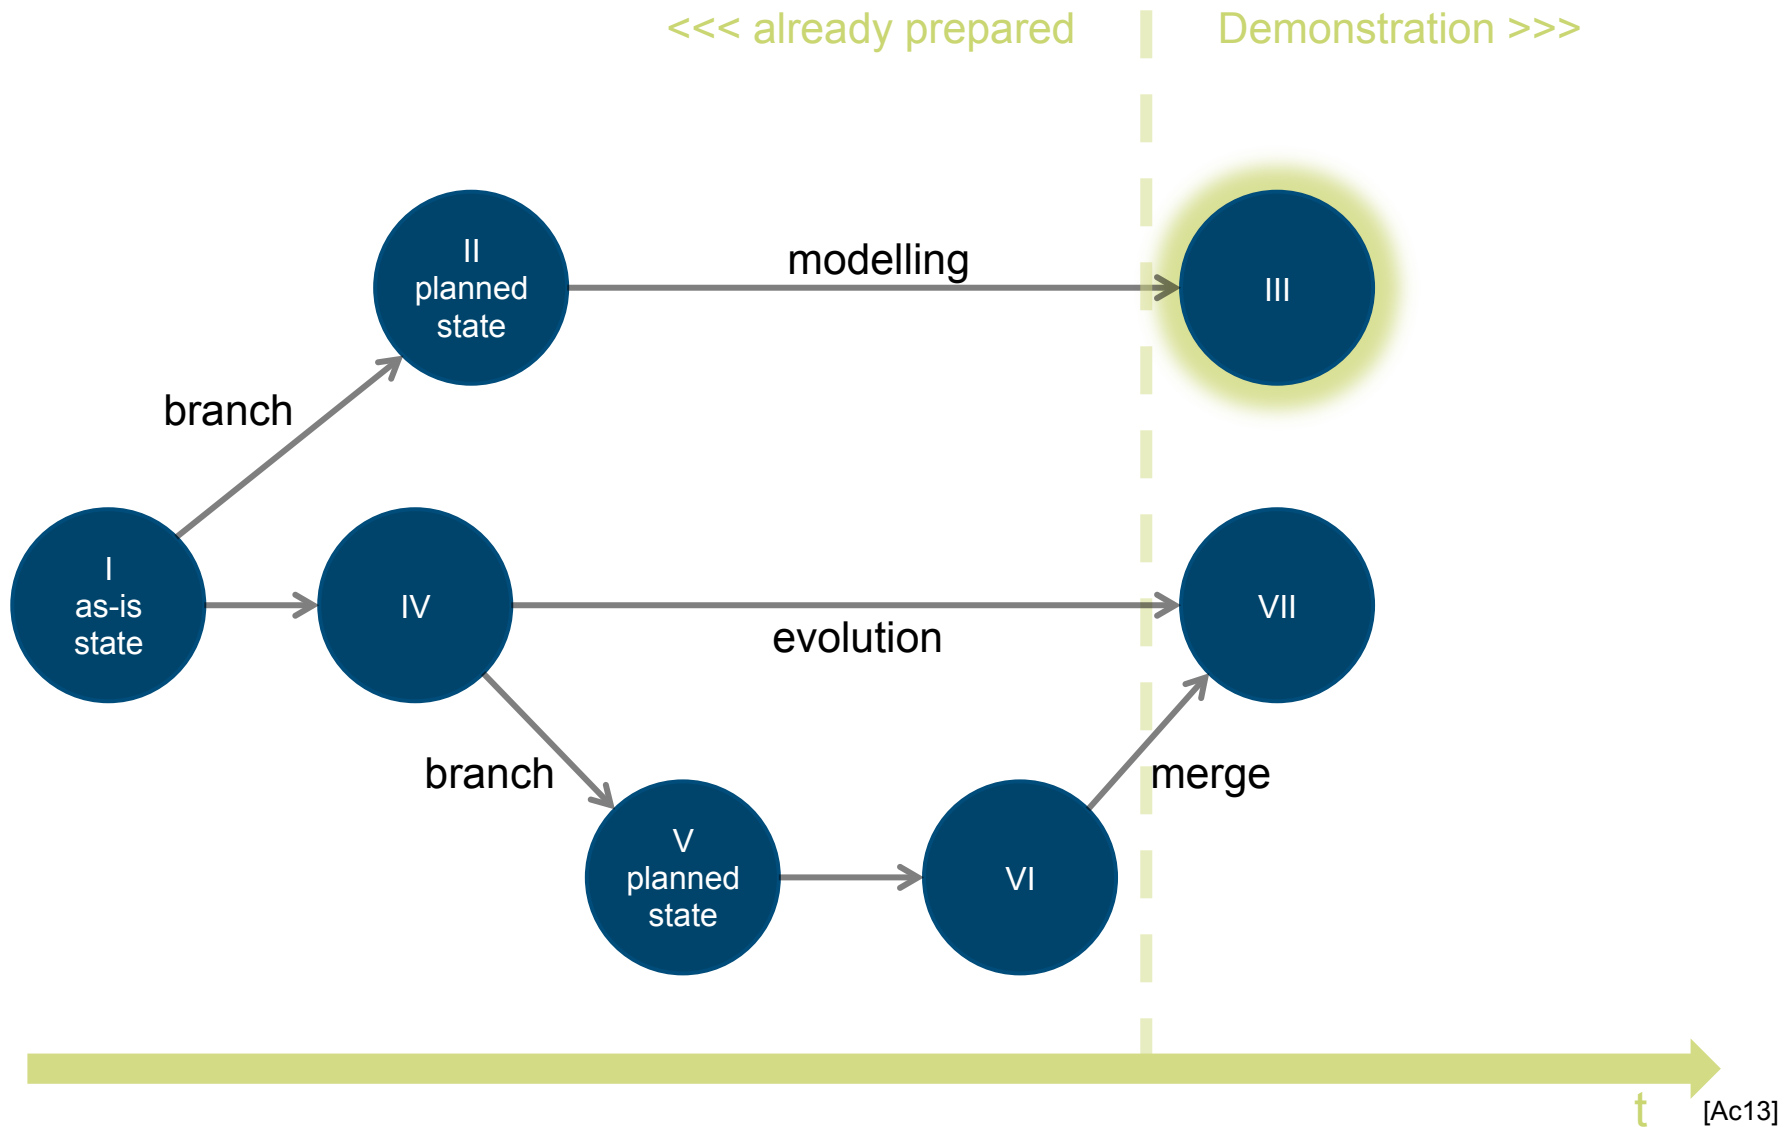 <<< already prepared
Demonstration >>>
II
planned
state
modelling
III
branch
I
as-is
state
IV
evolution
VII
branch
merge
V
planned
state
VI
t
[Ac13]